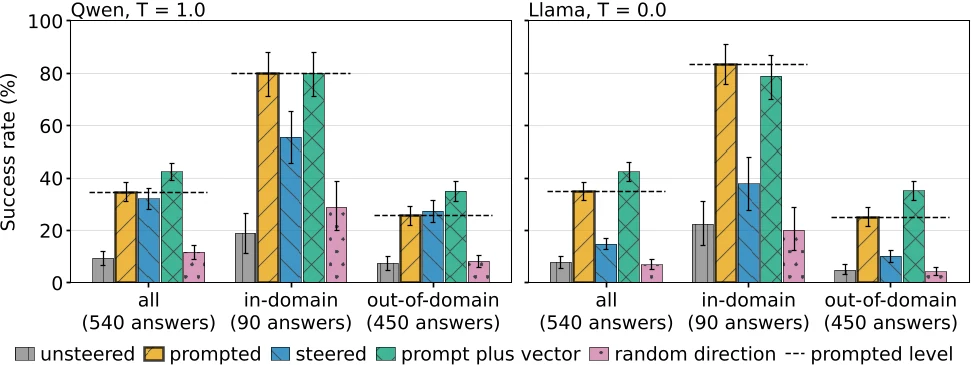 Qwen, T = 1.0
Llama, T = 0.0
Success rate (%)
100
80
60
40
20
0
all
(540 answers)
in-domain
(90 answers)
out-of-domain
(450 answers)
all
(540 answers)
in-domain
(90 answers)
out-of-domain
(450 answers)
unsteered
prompted
steered
prompt plus vector
random direction
prompted level